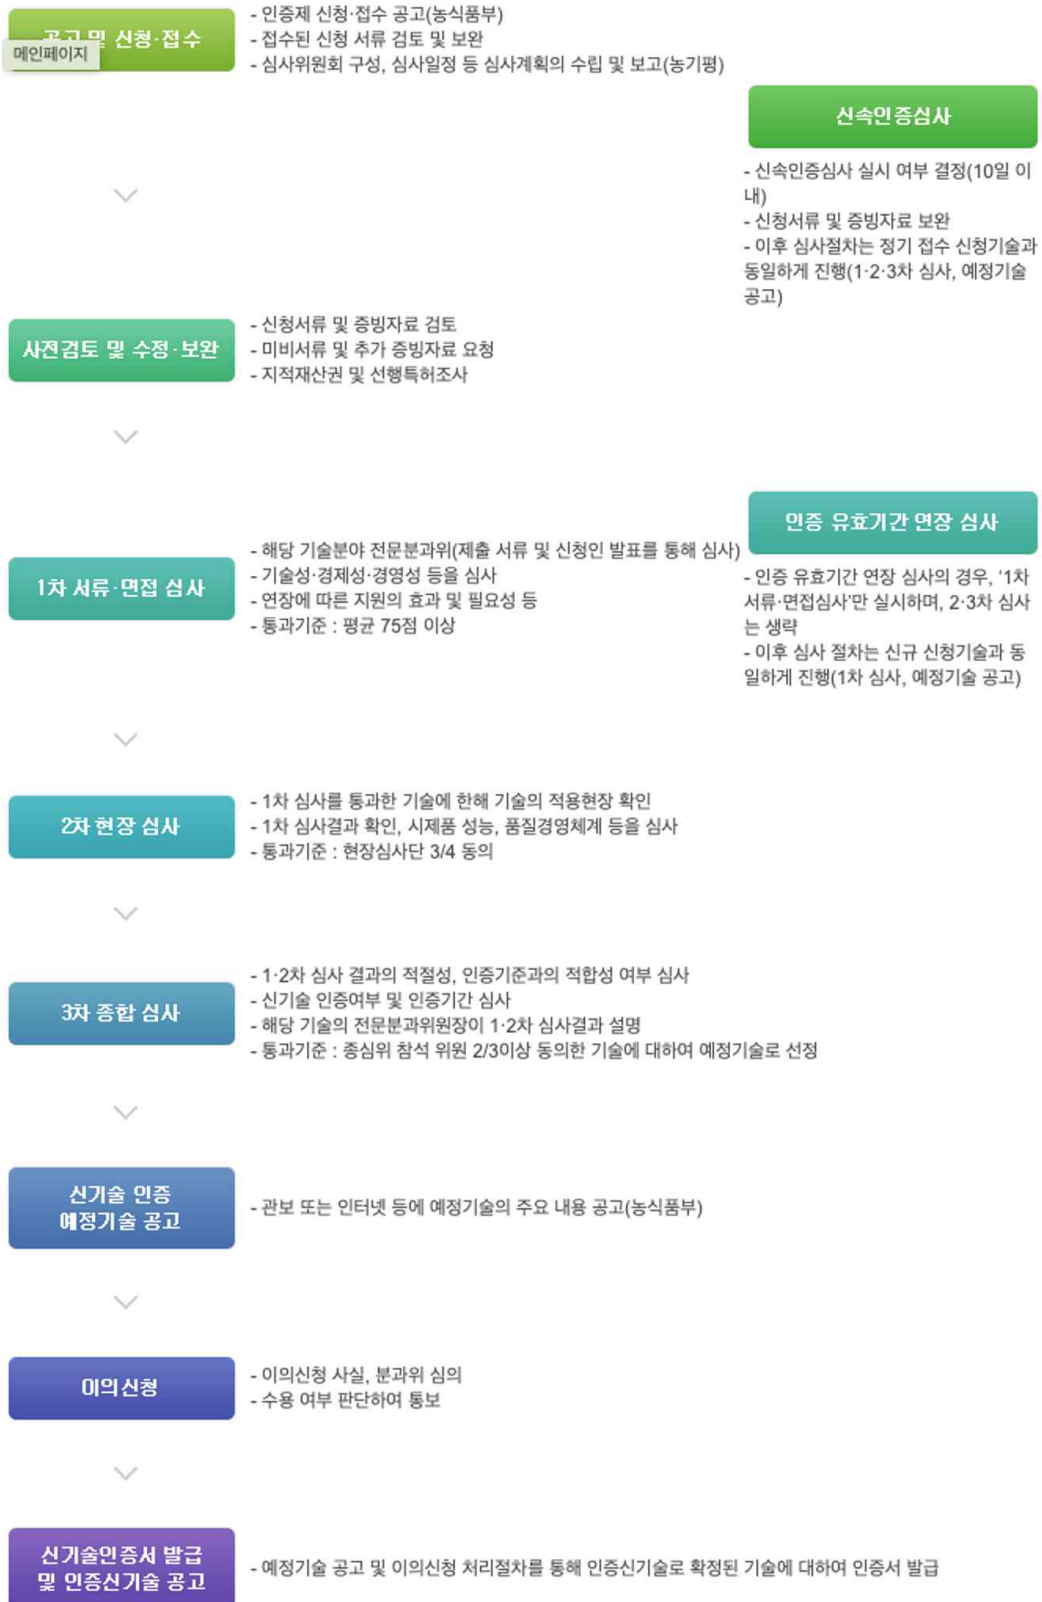 공고 및 신청·접수
메인페이지
- 인증제 신청·접수 공고(농식품부)
- 접수된 신청 서류 검토 및 보완
- 심사위원회 구성, 심사일정 등 심사계획의 수립 및 보고(농기평)
신속인증심사
- 신속인증심사 실시 여부 결정(10일 이
내)
- 신청서류 및 증빙자료 보완
- 이후 심사절차는 정기 접수 신청기술과
동일하게 진행(1·2·3차 심사, 예정기술
공고)
사전검토 및 수정·보완
- 신청서류 및 증빙자료 검토
- 미비서류 및 추가 증빙자료 요청
- 지적재산권 및 선행특허조사
1차 서류·면접 심사
- 해당 기술분야 전문분과위(제출 서류 및 신청인 발표를 통해 심사)
- 기술성·경제성·경영성 등을 심사
- 연장에 따른 지원의 효과 및 필요성 등
- 통과기준 : 평균 75점 이상
인증 유효기간 연장 심사
- 인증 유효기간 연장 심사의 경우, ‘1차
서류·면접심사’만 실시하며, 2·3차 심사
는 생략
- 이후 심사 절차는 신규 신청기술과 동
일하게 진행(1차 심사, 예정기술 공고)
2차 현장 심사
- 1차 심사를 통과한 기술에 한해 기술의 적용현장 확인
- 1차 심사결과 확인, 시제품 성능, 품질경영체계 등을 심사
- 통과기준 : 현장심사단 3/4 동의
3차 종합 심사
- 1·2차 심사 결과의 적절성, 인증기준과의 적합성 여부 심사
- 신기술 인증여부 및 인증기간 심사
- 해당 기술의 전문분과위원장이 1·2차 심사결과 설명
- 통과기준 : 종심위 참석 위원 2/3이상 동의한 기술에 대하여 예정기술로 선정
신기술 인증
예정기술 공고
- 관보 또는 인터넷 등에 예정기술의 주요 내용 공고(농식품부)
이의신청
- 이의신청 사실, 분과위 심의
- 수용 여부 판단하여 통보
신기술인증서 발급
및 인증신기술 공고
- 예정기술 공고 및 이의신청 처리절차를 통해 인증신기술로 확정된 기술에 대하여 인증서 발급